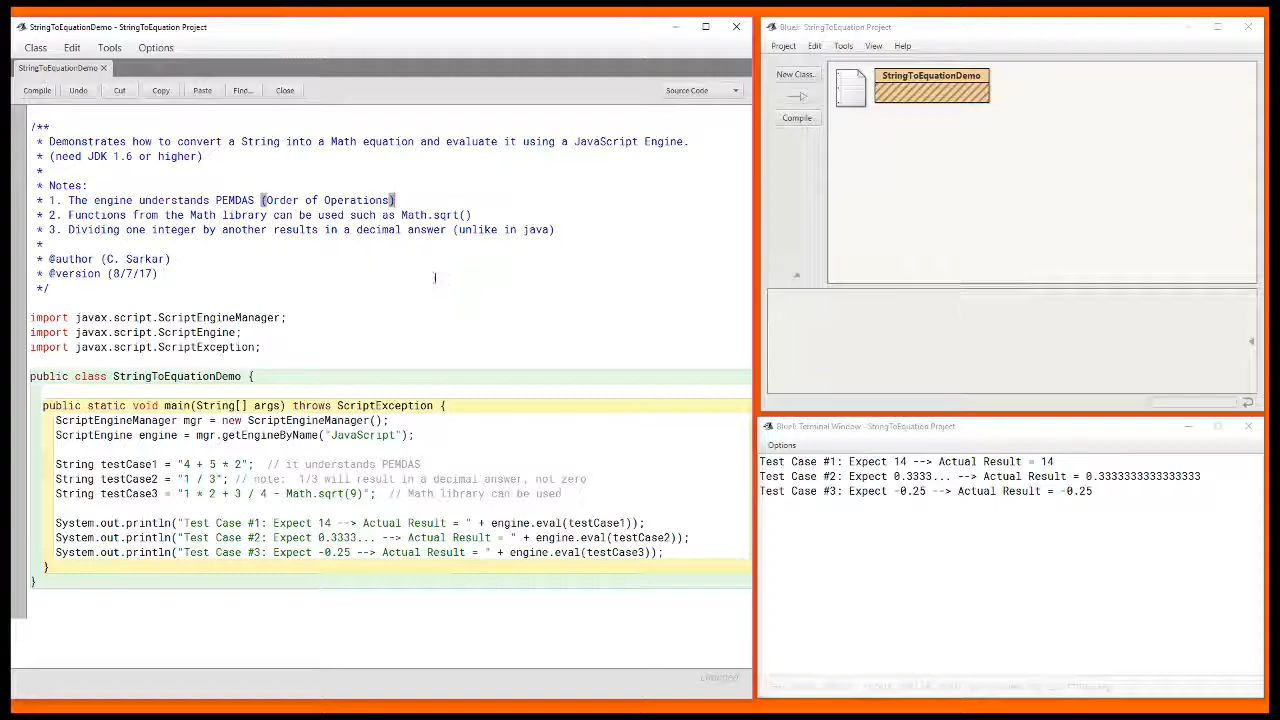 StringToEquationDemo - StringToEquation Project
Class Edit Tools Options
StringToEquationDemo ×
Compile Undo Cut Copy Paste Find... Close Source Code
/**
* Demonstrates how to convert a String into a Math equation and evaluate it using a JavaScript Engine.
* (need JDK 1.6 or higher)
*
* Notes:
* 1. The engine understands PEMDAS (Order of Operations)
* 2. Functions from the Math library can be used such as Math.sqrt()
* 3. Dividing one integer by another results in a decimal answer (unlike in java)
*
* @author (C. Sarkar)
* @version (8/7/17)
*/
import javax.script.ScriptEngineManager;
import javax.script.ScriptEngine;
import javax.script.ScriptException;
public class StringToEquationDemo {
public static void main(String[] args) throws ScriptException {
ScriptEngineManager mgr = new ScriptEngineManager();
ScriptEngine engine = mgr.getEngineByName("JavaScript");
String testCase1 = "4 + 5 * 2"; // it understands PEMDAS
String testCase2 = "1 / 3"; // note: 1/3 will result in a decimal answer, not zero
String testCase3 = "1 * 2 + 3 / 4 - Math.sqrt(9)"; // Math library can be used
System.out.println("Test Case #1: Expect 14 --> Actual Result = " + engine.eval(testCase1));
System.out.println("Test Case #2: Expect 0.3333... --> Actual Result = " + engine.eval(testCase2));
System.out.println("Test Case #3: Expect -0.25 --> Actual Result = " + engine.eval(testCase3));
}
}
BlueJ: StringToEquation Project
Project Edit Tools View Help
New Class...
StringToEquationDemo
Compile
BlueJ: Terminal Window - StringToEquation Project
Options
Test Case #1: Expect 14 --> Actual Result = 14
Test Case #2: Expect 0.3333... --> Actual Result = 0.3333333333333333
Test Case #3: Expect -0.25 --> Actual Result = -0.25